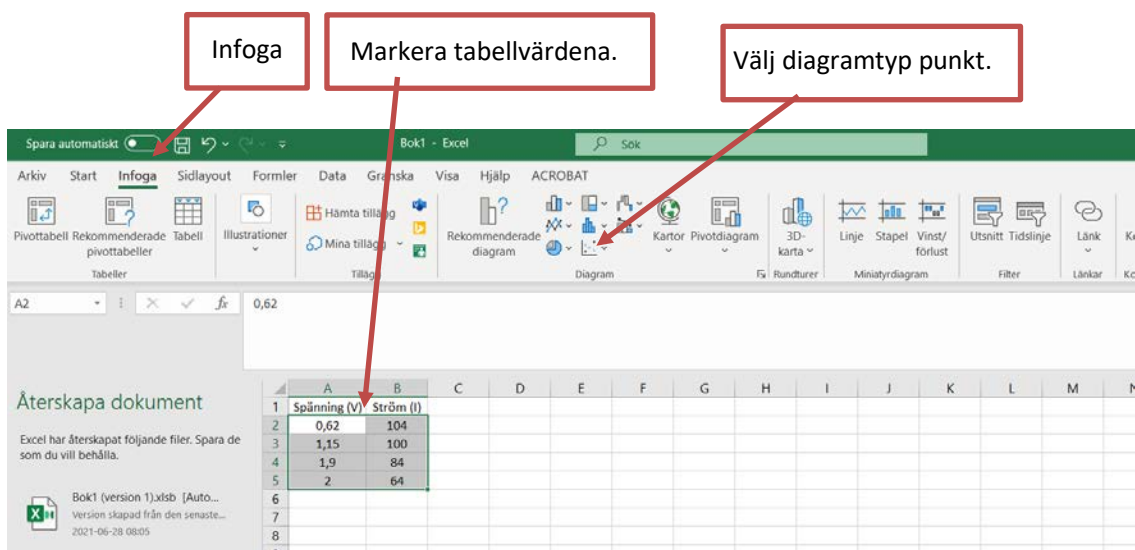 Infoga
Markera tabellvärdena.
Välj diagramtyp punkt.
Spara automatiskt Bok1 - Excel Sök
Arkiv Start Infoga Sidlayout Formler Data Granska Visa Hjälp ACROBAT
Pivottabell Rekommenderade pivottabeller Tabell
Illustrationer
Hämta tillägg
Mina tillägg
Rekommenderade diagram
Kartor Pivotdiagram
3D-karta
Linje Stapel Vinst/förlust
Utsnitt Tidslinje
Länk
Tabeller Tillägg Diagram Rundturer Miniatyrdiagram Filter Länkar
A2 fx 0,62
Återskapa dokument
Excel har återskapat följande filer. Spara de
som du vill behålla.
Bok1 (version 1).xlsb [Auto...
Version skapad från den senaste...
2021-06-28 08:05
A B C D E F G H I J K L M N
1 Spänning (V) Ström (I)
2 0,62 104
3 1,15 100
4 1,9 84
5 2 64
6
7
8